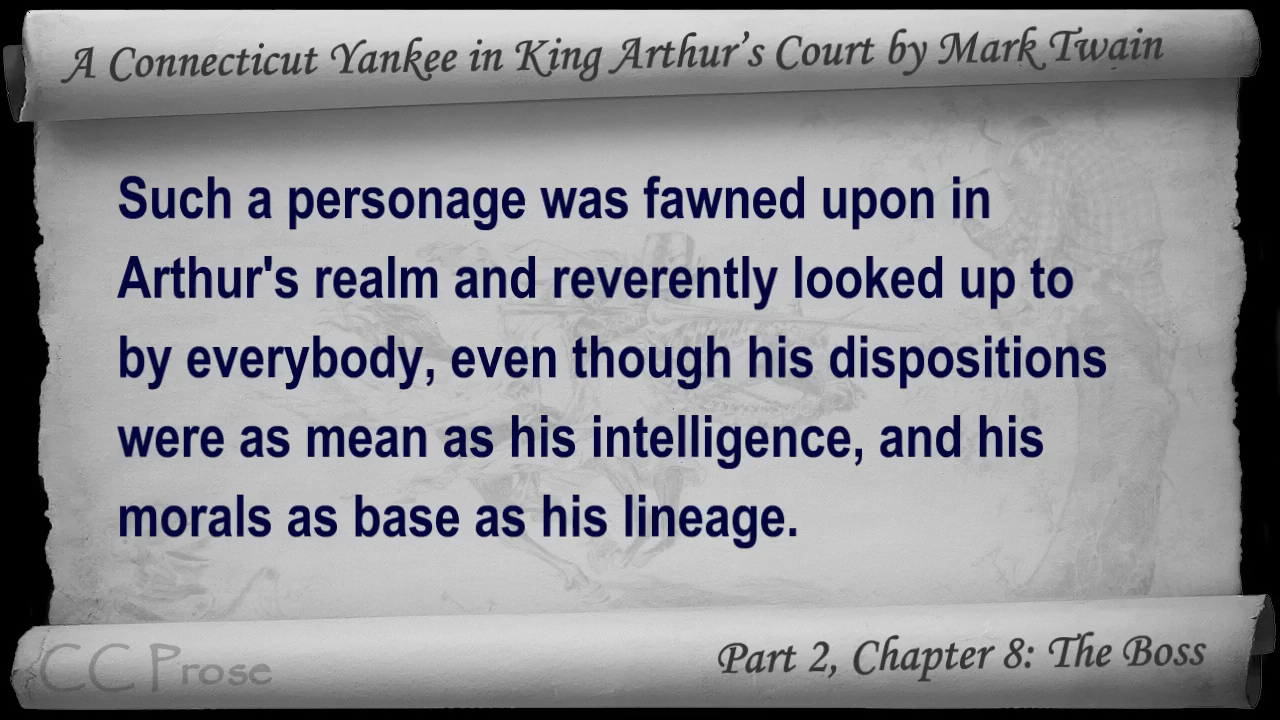 A Connecticut Yankee in King Arthur's Court by Mark Twain
Such a personage was fawned upon in
Arthur's realm and reverently looked up to
by everybody, even though his dispositions
were as mean as his intelligence, and his
morals as base as his lineage.
CC Prose
Part 2, Chapter 8: The Boss